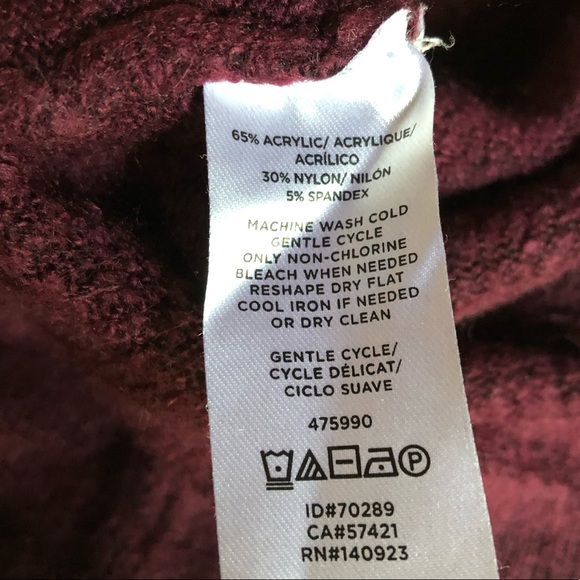 65% ACRYLIC/ ACRYLIQUE/
ACRÍLICO
30% NYLON/ NILÓN
5% SPANDEX
MACHINE WASH COLD
GENTLE CYCLE
ONLY NON-CHLORINE
BLEACH WHEN NEEDED
RESHAPE DRY FLAT
COOL IRON IF NEEDED
OR DRY CLEAN
GENTLE CYCLE/
CYCLE DÉLICAT/
CICLO SUAVE
475990
P
ID#70289
CA#57421
RN#140923